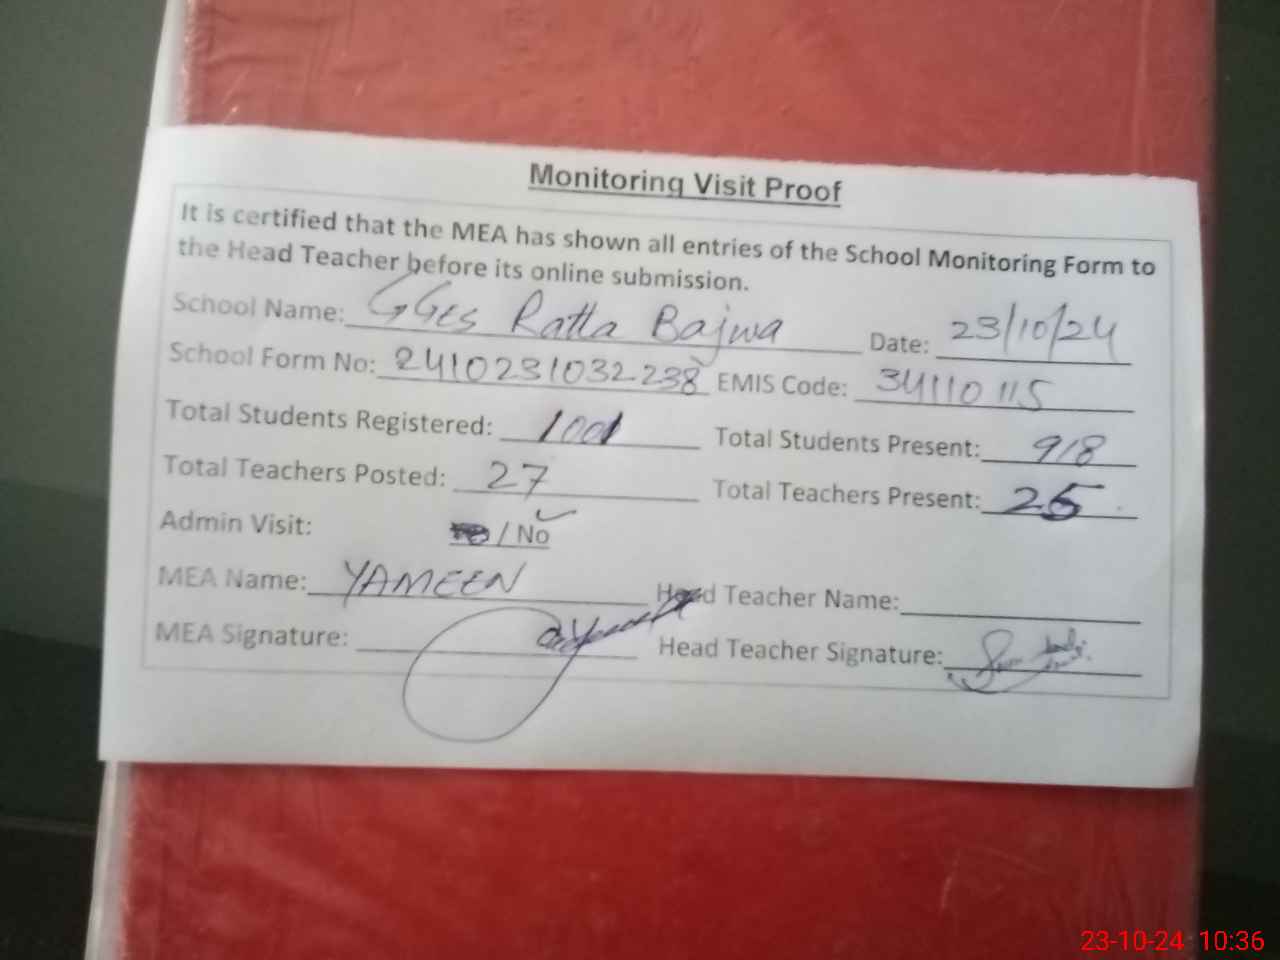 Monitoring Visit Proof
It is certified that the MEA has shown all entries of the School Monitoring Form to
the Head Teacher before its online submission.
School Name: GGES Ratta Bajwa Date: 23/10/24
School Form No: 2410231032238 EMIS Code: 34110115
Total Students Registered: 1001 Total Students Present: 918
Total Teachers Posted: 27 Total Teachers Present: 25
Admin Visit: / No
MEA Name: YAMEEN Head Teacher Name:
MEA Signature: Head Teacher Signature:
23-10-24 10:36